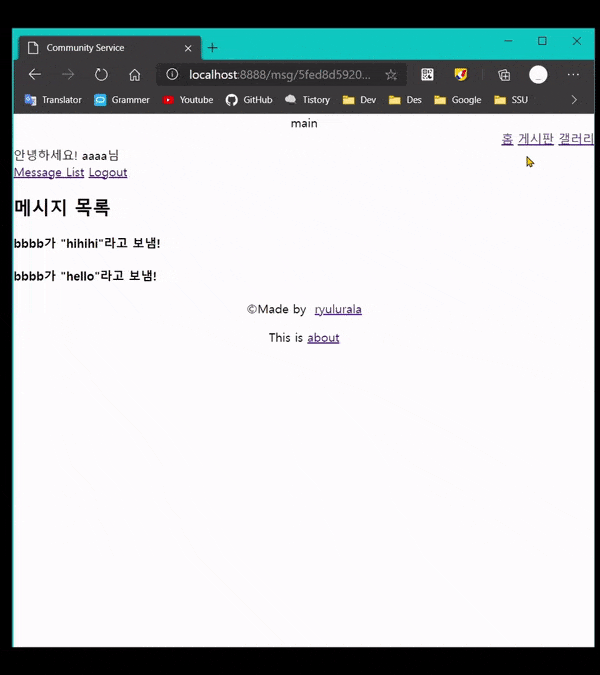 Community Service
localhost:8888/msg/5fed8d5920...
Translator Grammer Youtube GitHub Tistory Dev Des Google SSU
main
홈 게시판 갤러리
안녕하세요! aaaa님
Message List Logout
메시지 목록
bbbb가 "hihihi"라고 보냄!
bbbb가 "hello"라고 보냄!
©Made by ryulurala
This is about